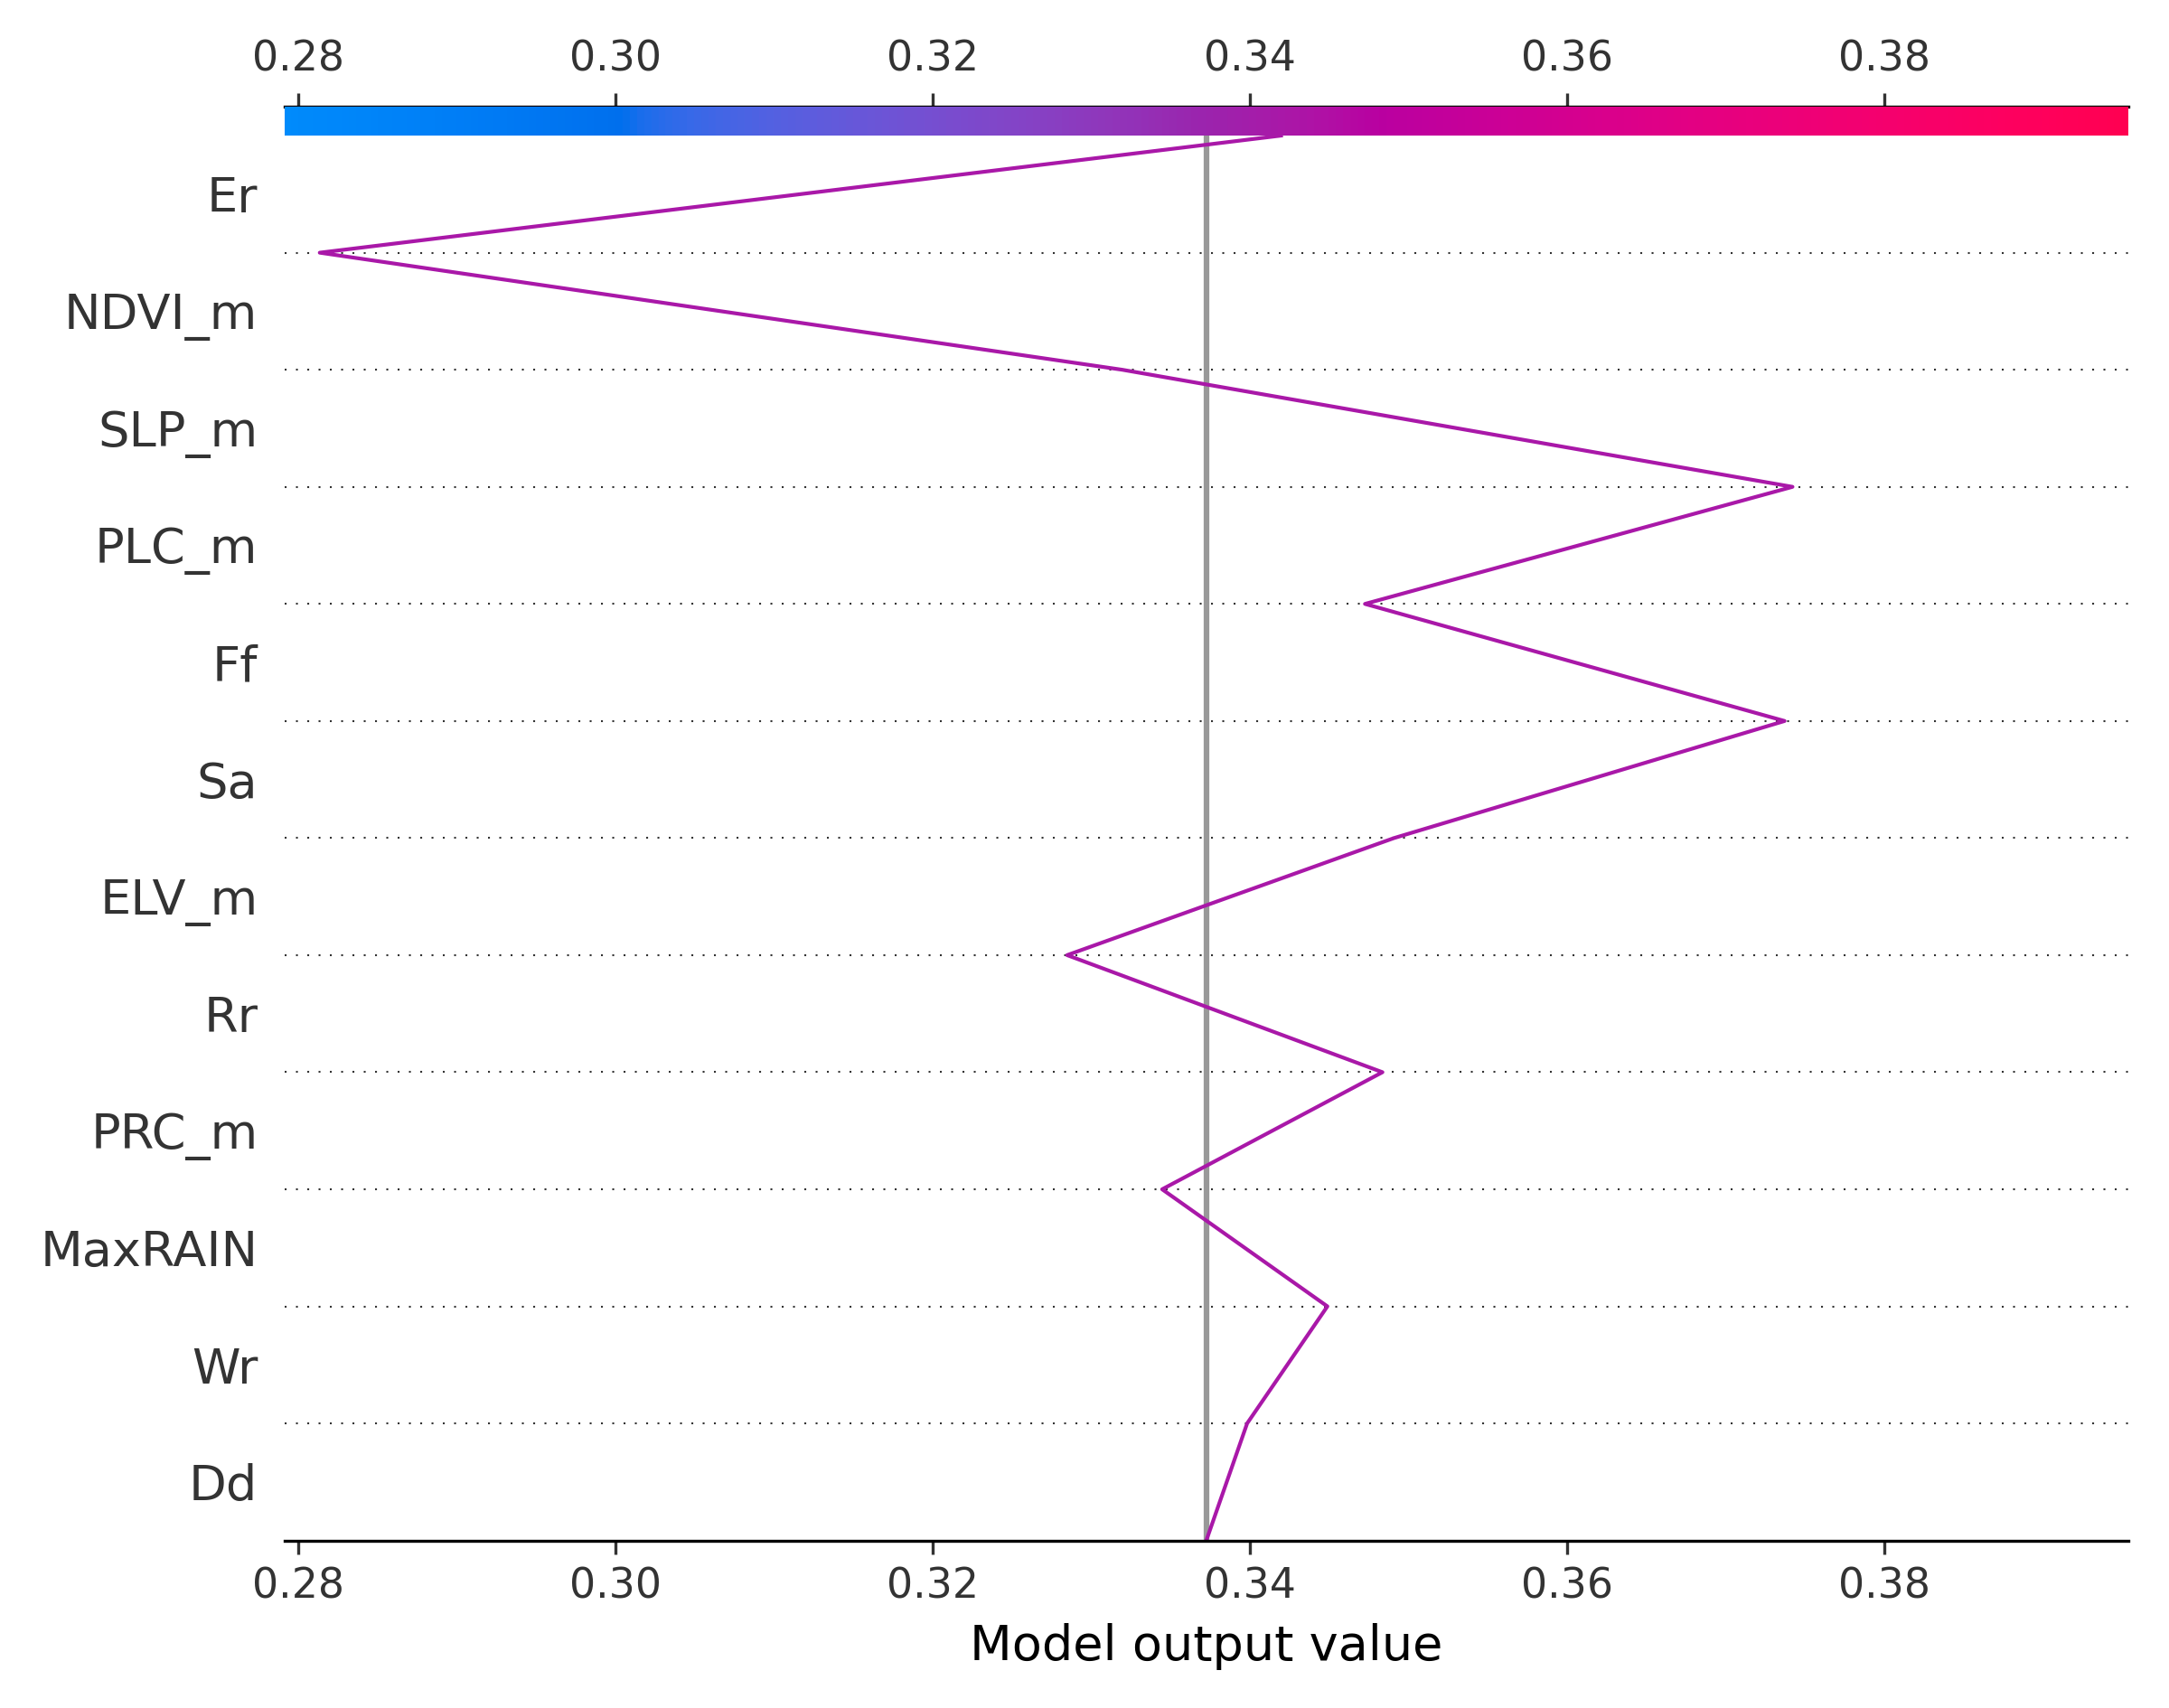 0.28 0.30 0.32 0.34 0.36 0.38
Er
NDVI_m
SLP_m
PLC_m
Ff
Sa
ELV_m
Rr
PRC_m
MaxRAIN
Wr
Dd
0.28 0.30 0.32 0.34 0.36 0.38
Model output value